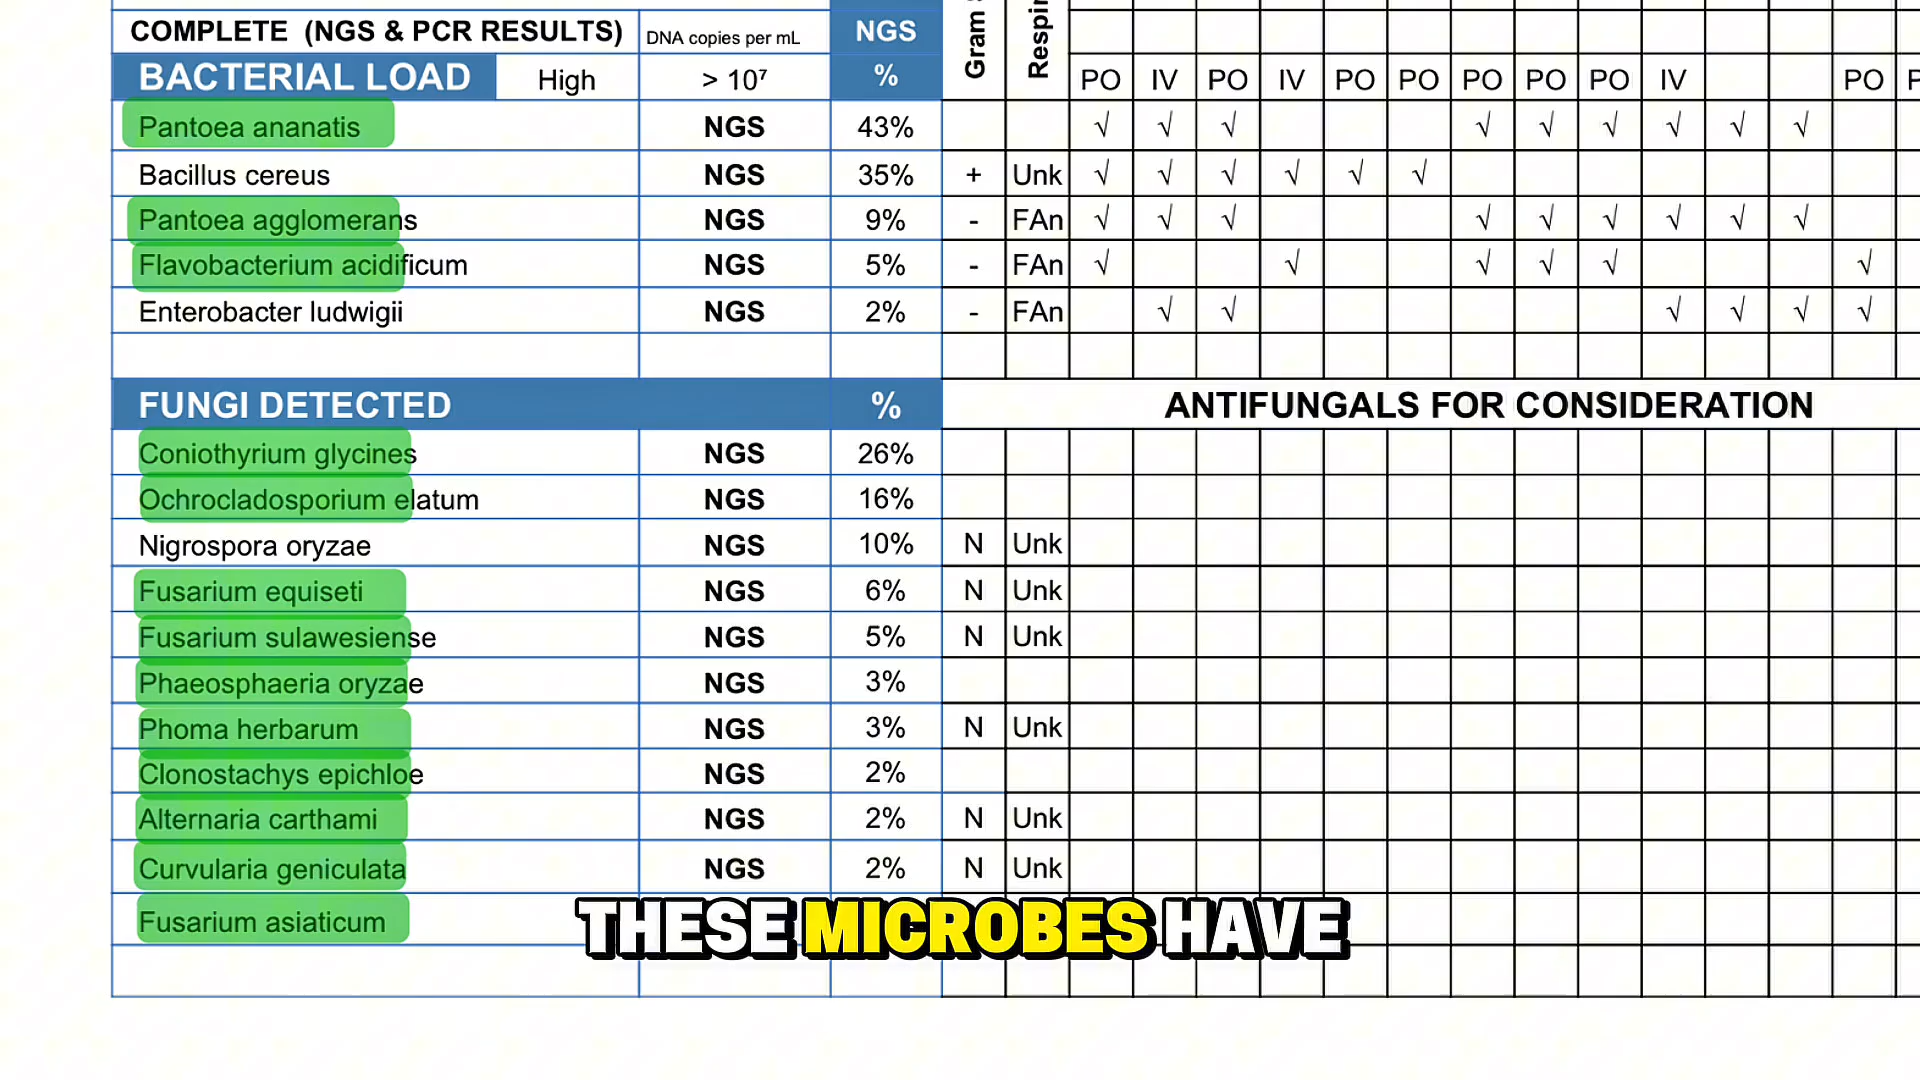 COMPLETE (NGS & PCR RESULTS) DNA copies per mL NGS Gram Respir
BACTERIAL LOAD High > 10⁷ % PO IV PO IV PO PO PO PO PO IV PO
Pantoea ananatis NGS 43% √ √ √ √ √ √ √ √ √
Bacillus cereus NGS 35% + Unk √ √ √ √ √ √
Pantoea agglomerans NGS 9% - FAn √ √ √ √ √ √ √ √ √
Flavobacterium acidificum NGS 5% - FAn √ √ √ √ √ √
Enterobacter ludwigii NGS 2% - FAn √ √ √ √ √ √
FUNGI DETECTED % ANTIFUNGALS FOR CONSIDERATION
Coniothyrium glycines NGS 26%
Ochrocladosporium elatum NGS 16%
Nigrospora oryzae NGS 10% N Unk
Fusarium equiseti NGS 6% N Unk
Fusarium sulawesiense NGS 5% N Unk
Phaeosphaeria oryzae NGS 3%
Phoma herbarum NGS 3% N Unk
Clonostachys epichloe NGS 2%
Alternaria carthami NGS 2% N Unk
Curvularia geniculata NGS 2% N Unk
Fusarium asiaticum
THESE MICROBES HAVE